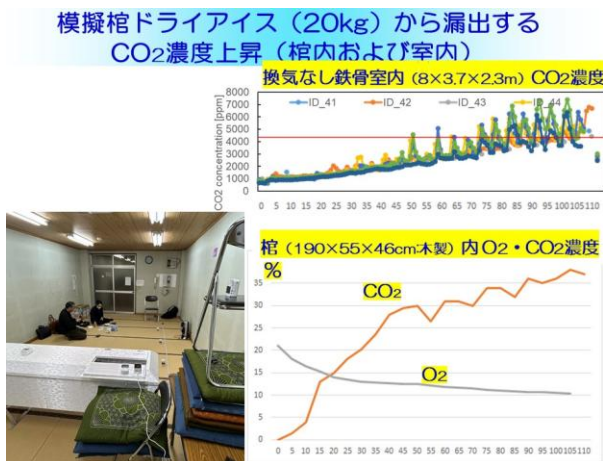 模擬棺ドライアイス（20kg）から漏出する
CO2濃度上昇（棺内および室内）
換気なし鉄骨室内（8×3.7×2.3m）CO2濃度
8000
7000
6000
5000
4000
3000
2000
1000
0
CO2 concentration [ppm]
ID_41 ID_42 ID_43 ID_44
0 5 10 15 20 25 30 35 40 45 50 55 60 65 70 75 80 85 90 95 100 105 110
棺（190×55×46cm木製）内O2・CO2濃度
%
35
30
25
20
15
10
5
0
CO2
O2
0 5 10 15 20 25 30 35 40 45 50 55 60 65 70 75 80 85 90 95 100 105 110